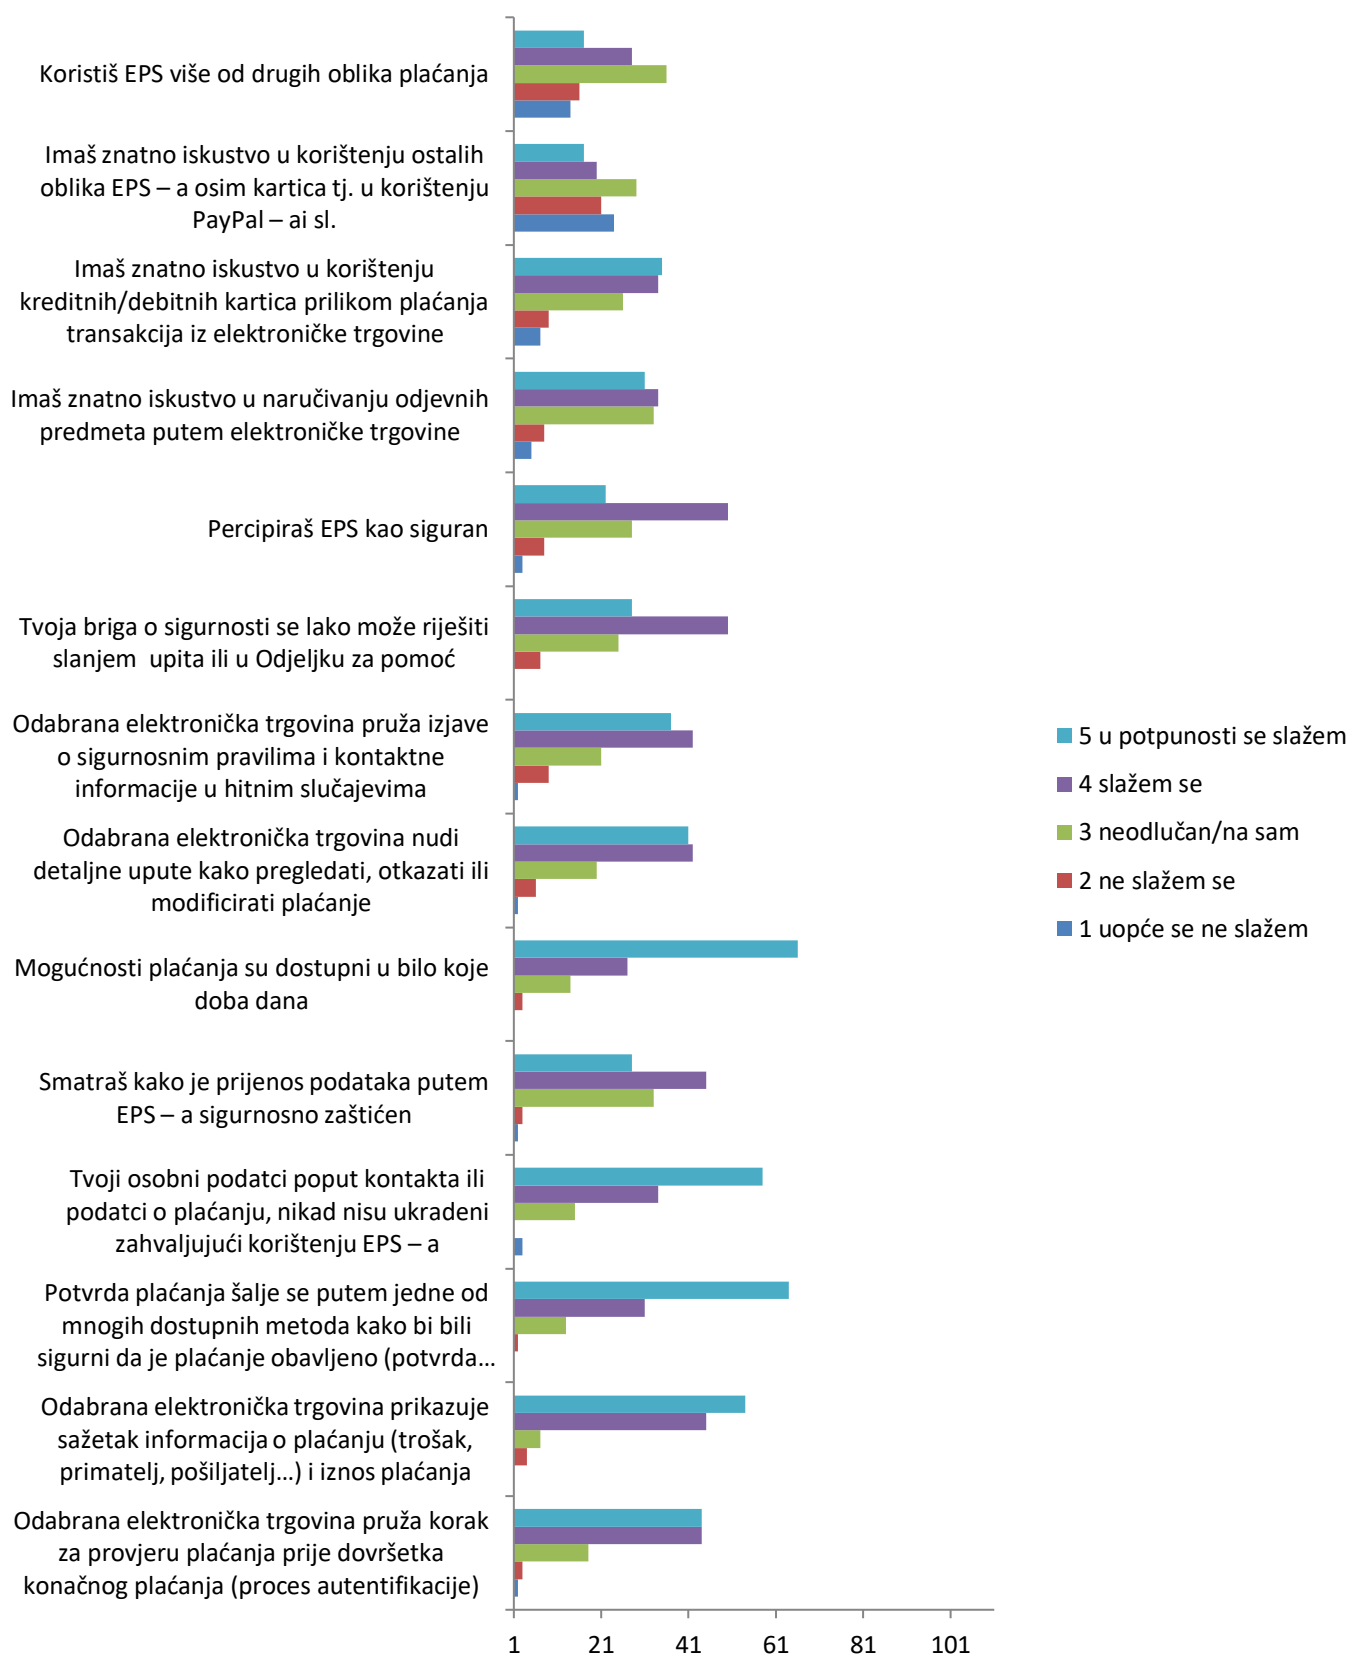 Koristiš EPS više od drugih oblika plaćanja
Imaš znatno iskustvo u korištenju ostalih
oblika EPS – a osim kartica tj. u korištenju
PayPal – ai sl.
Imaš znatno iskustvo u korištenju
kreditnih/debitnih kartica prilikom plaćanja
transakcija iz elektroničke trgovine
Imaš znatno iskustvo u naručivanju odjevnih
predmeta putem elektroničke trgovine
Percipiraš EPS kao siguran
Tvoja briga o sigurnosti se lako može riješiti
slanjem  upita ili u Odjeljku za pomoć
Odabrana elektronička trgovina pruža izjave
o sigurnosnim pravilima i kontaktne
informacije u hitnim slučajevima
Odabrana elektronička trgovina nudi
detaljne upute kako pregledati, otkazati ili
modificirati plaćanje
Mogućnosti plaćanja su dostupni u bilo koje
doba dana
Smatraš kako je prijenos podataka putem
EPS – a sigurnosno zaštićen
Tvoji osobni podatci poput kontakta ili
podatci o plaćanju, nikad nisu ukradeni
zahvaljujući korištenju EPS – a
Potvrda plaćanja šalje se putem jedne od
mnogih dostupnih metoda kako bi bili
sigurni da je plaćanje obavljeno (potvrda…
Odabrana elektronička trgovina prikazuje
sažetak informacija o plaćanju (trošak,
primatelj, pošiljatelj…) i iznos plaćanja
Odabrana elektronička trgovina pruža korak
za provjeru plaćanja prije dovršetka
konačnog plaćanja (proces autentifikacije)
1 21 41 61 81 101
5 u potpunosti se slažem
4 slažem se
3 neodlučan/na sam
2 ne slažem se
1 uopće se ne slažem